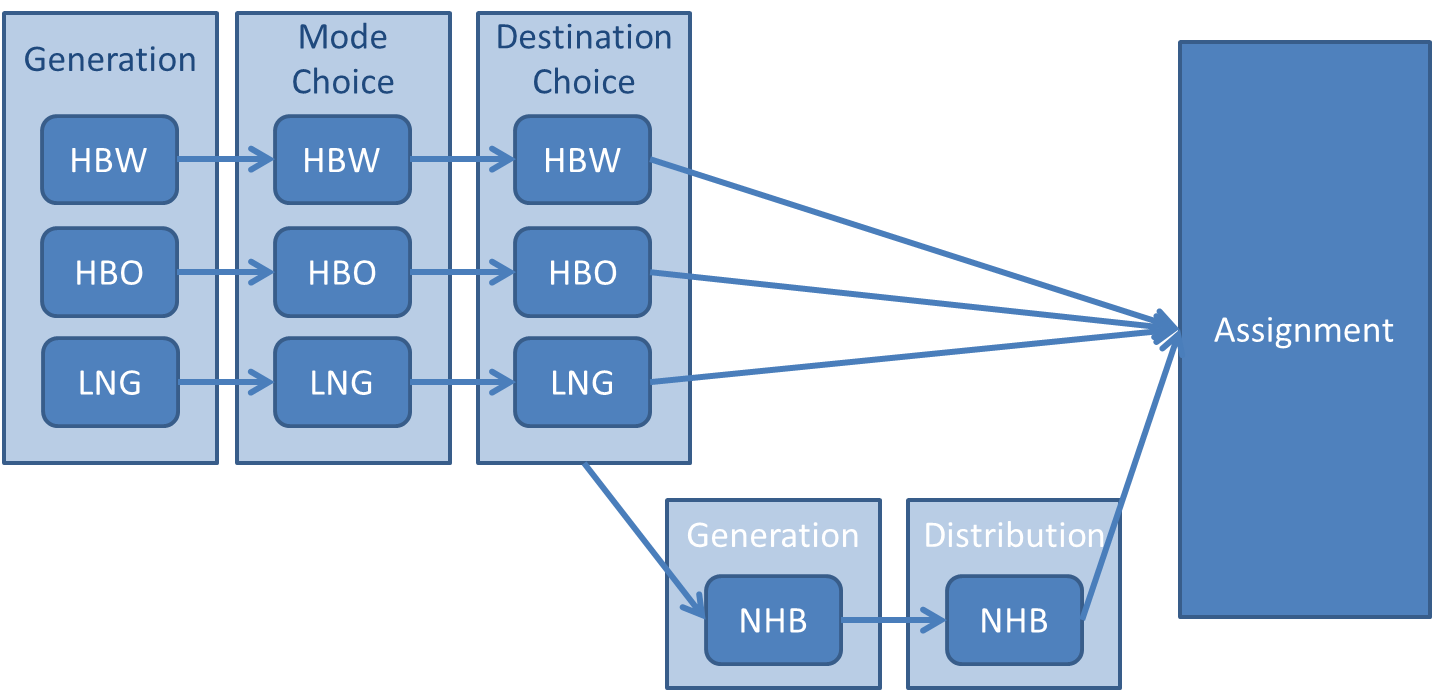 Generation
Mode
Choice
Destination
Choice
HBW
HBW
HBW
HBO
HBO
HBO
LNG
LNG
LNG
Assignment
Generation
Distribution
NHB
NHB